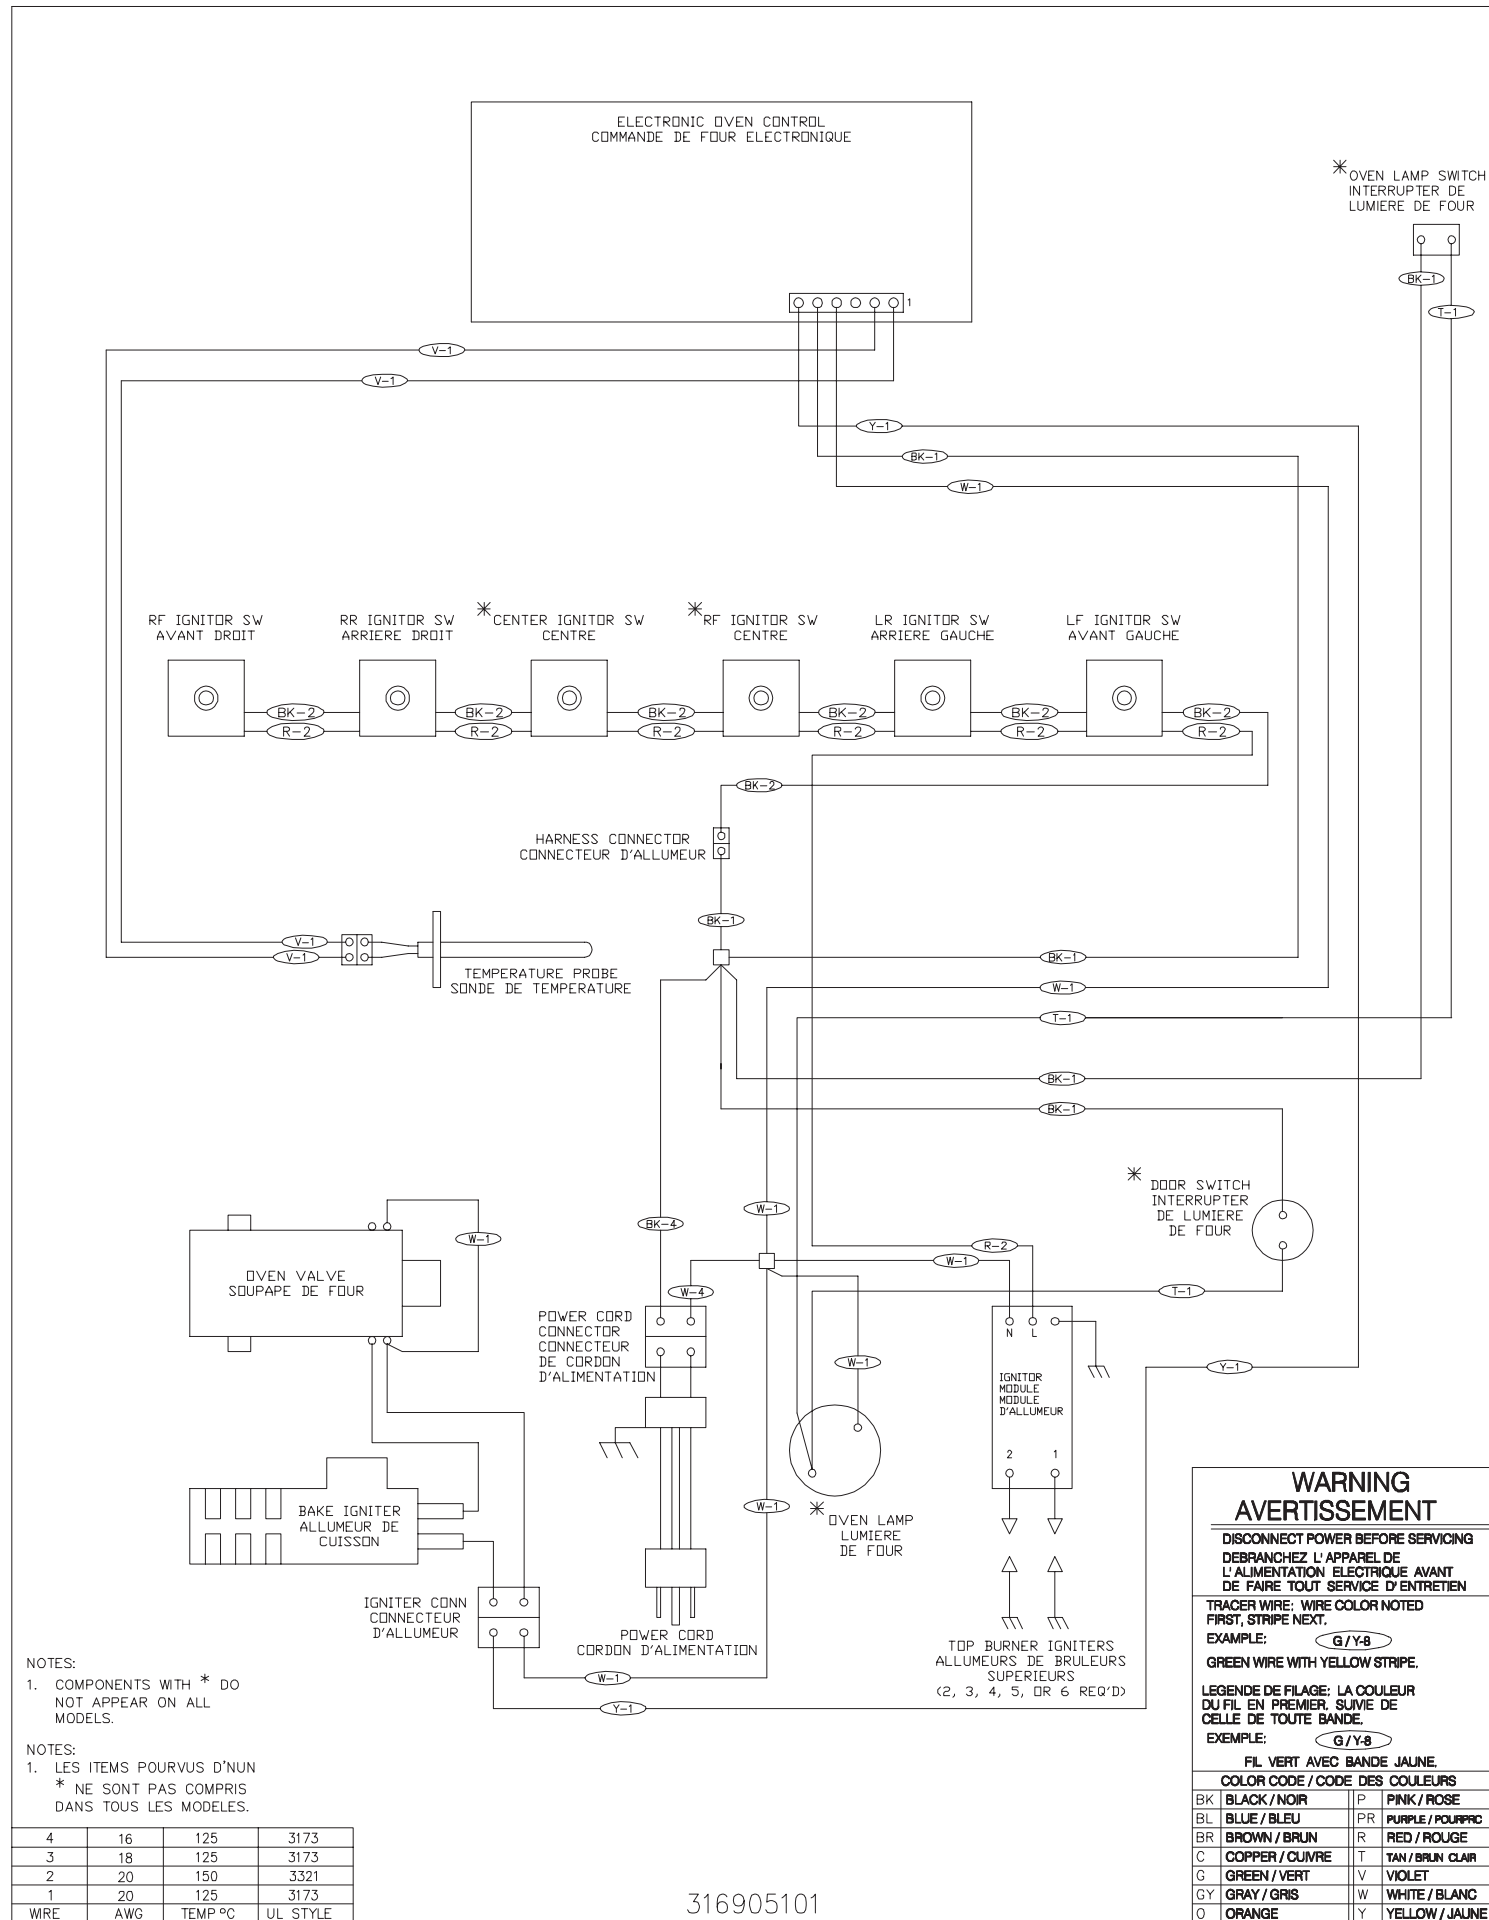 ELECTRONIC OVEN CONTROL
COMMANDE DE FOUR ELECTRONIQUE
1
* OVEN LAMP SWITCH
INTERRUPTER DE
LUMIERE DE FOUR
BK-1
T-1
V-1
V-1
Y-1
BK-1
W-1
RF IGNITOR SW
AVANT DROIT
RR IGNITOR SW
ARRIERE DROIT
* CENTER IGNITOR SW
CENTRE
* RF IGNITOR SW
CENTRE
LR IGNITOR SW
ARRIERE GAUCHE
LF IGNITOR SW
AVANT GAUCHE
BK-2
R-2
BK-2
R-2
BK-2
R-2
BK-2
R-2
BK-2
R-2
BK-2
R-2
BK-2
HARNESS CONNECTOR
CONNECTEUR D'ALLUMEUR
BK-1
V-1
V-1
TEMPERATURE PROBE
SONDE DE TEMPERATURE
BK-1
W-1
T-1
BK-1
BK-1
* DOOR SWITCH
INTERRUPTER
DE LUMIERE
DE FOUR
W-1
BK-4
W-1
R-2
W-1
W-4
T-1
OVEN VALVE
SOUPAPE DE FOUR
POWER CORD
CONNECTOR
CONNECTEUR
DE CORDON
D'ALIMENTATION
N L
IGNITOR
MODULE
MODULE
D'ALLUMEUR
2 1
W-1
Y-1
W-1
BAKE IGNITER
ALLUMEUR DE
CUISSON
* OVEN LAMP
LUMIERE
DE FOUR
IGNITER CONN
CONNECTEUR
D'ALLUMEUR
POWER CORD
CORDON D'ALIMENTATION
TOP BURNER IGNITERS
ALLUMEURS DE BRULEURS
SUPERIEURS
(2, 3, 4, 5, OR 6 REQ'D)
W-1
Y-1
NOTES:
1. COMPONENTS WITH * DO
NOT APPEAR ON ALL
MODELS.
NOTES:
1. LES ITEMS POURVUS D'NUN
* NE SONT PAS COMPRIS
DANS TOUS LES MODELES.
4 16 125 3173
3 18 125 3173
2 20 150 3321
1 20 125 3173
WIRE AWG TEMP °C UL STYLE
316905101
WARNING
AVERTISSEMENT
DISCONNECT POWER BEFORE SERVICING
DEBRANCHEZ L'APPAREL DE
L'ALIMENTATION ELECTRIQUE AVANT
DE FAIRE TOUT SERVICE D'ENTRETIEN
TRACER WIRE: WIRE COLOR NOTED
FIRST, STRIPE NEXT.
EXAMPLE: G/Y-8
GREEN WIRE WITH YELLOW STRIPE.
LEGENDE DE FILAGE: LA COULEUR
DU FIL EN PREMIER. SUIVIE DE
CELLE DE TOUTE BANDE.
EXEMPLE: G/Y-8
FIL VERT AVEC BANDE JAUNE.
COLOR CODE / CODE DES COULEURS
BK BLACK / NOIR P PINK / ROSE
BL BLUE / BLEU PR PURPLE / POURPRC
BR BROWN / BRUN R RED / ROUGE
C COPPER / CUIVRE T TAN / BRUN CLAIR
G GREEN / VERT V VIOLET
GY GRAY / GRIS W WHITE / BLANC
O ORANGE Y YELLOW / JAUNE